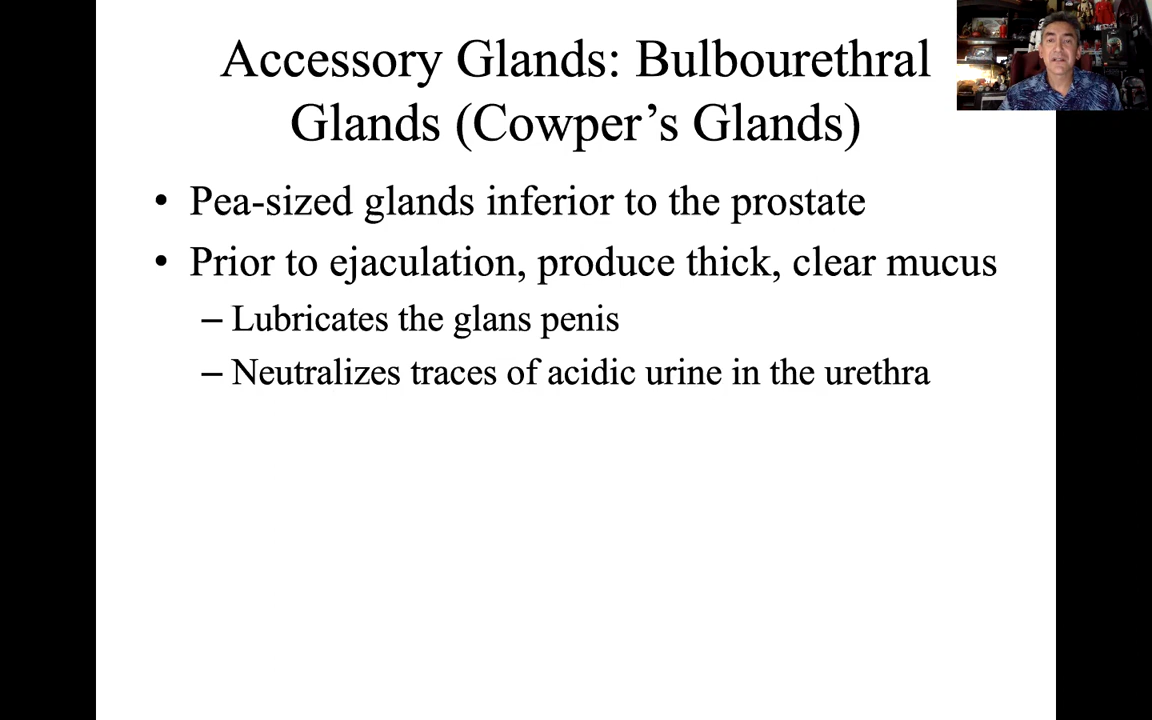 Accessory Glands: Bulbourethral
Glands (Cowper’s Glands)
• Pea-sized glands inferior to the prostate
• Prior to ejaculation, produce thick, clear mucus
– Lubricates the glans penis
– Neutralizes traces of acidic urine in the urethra